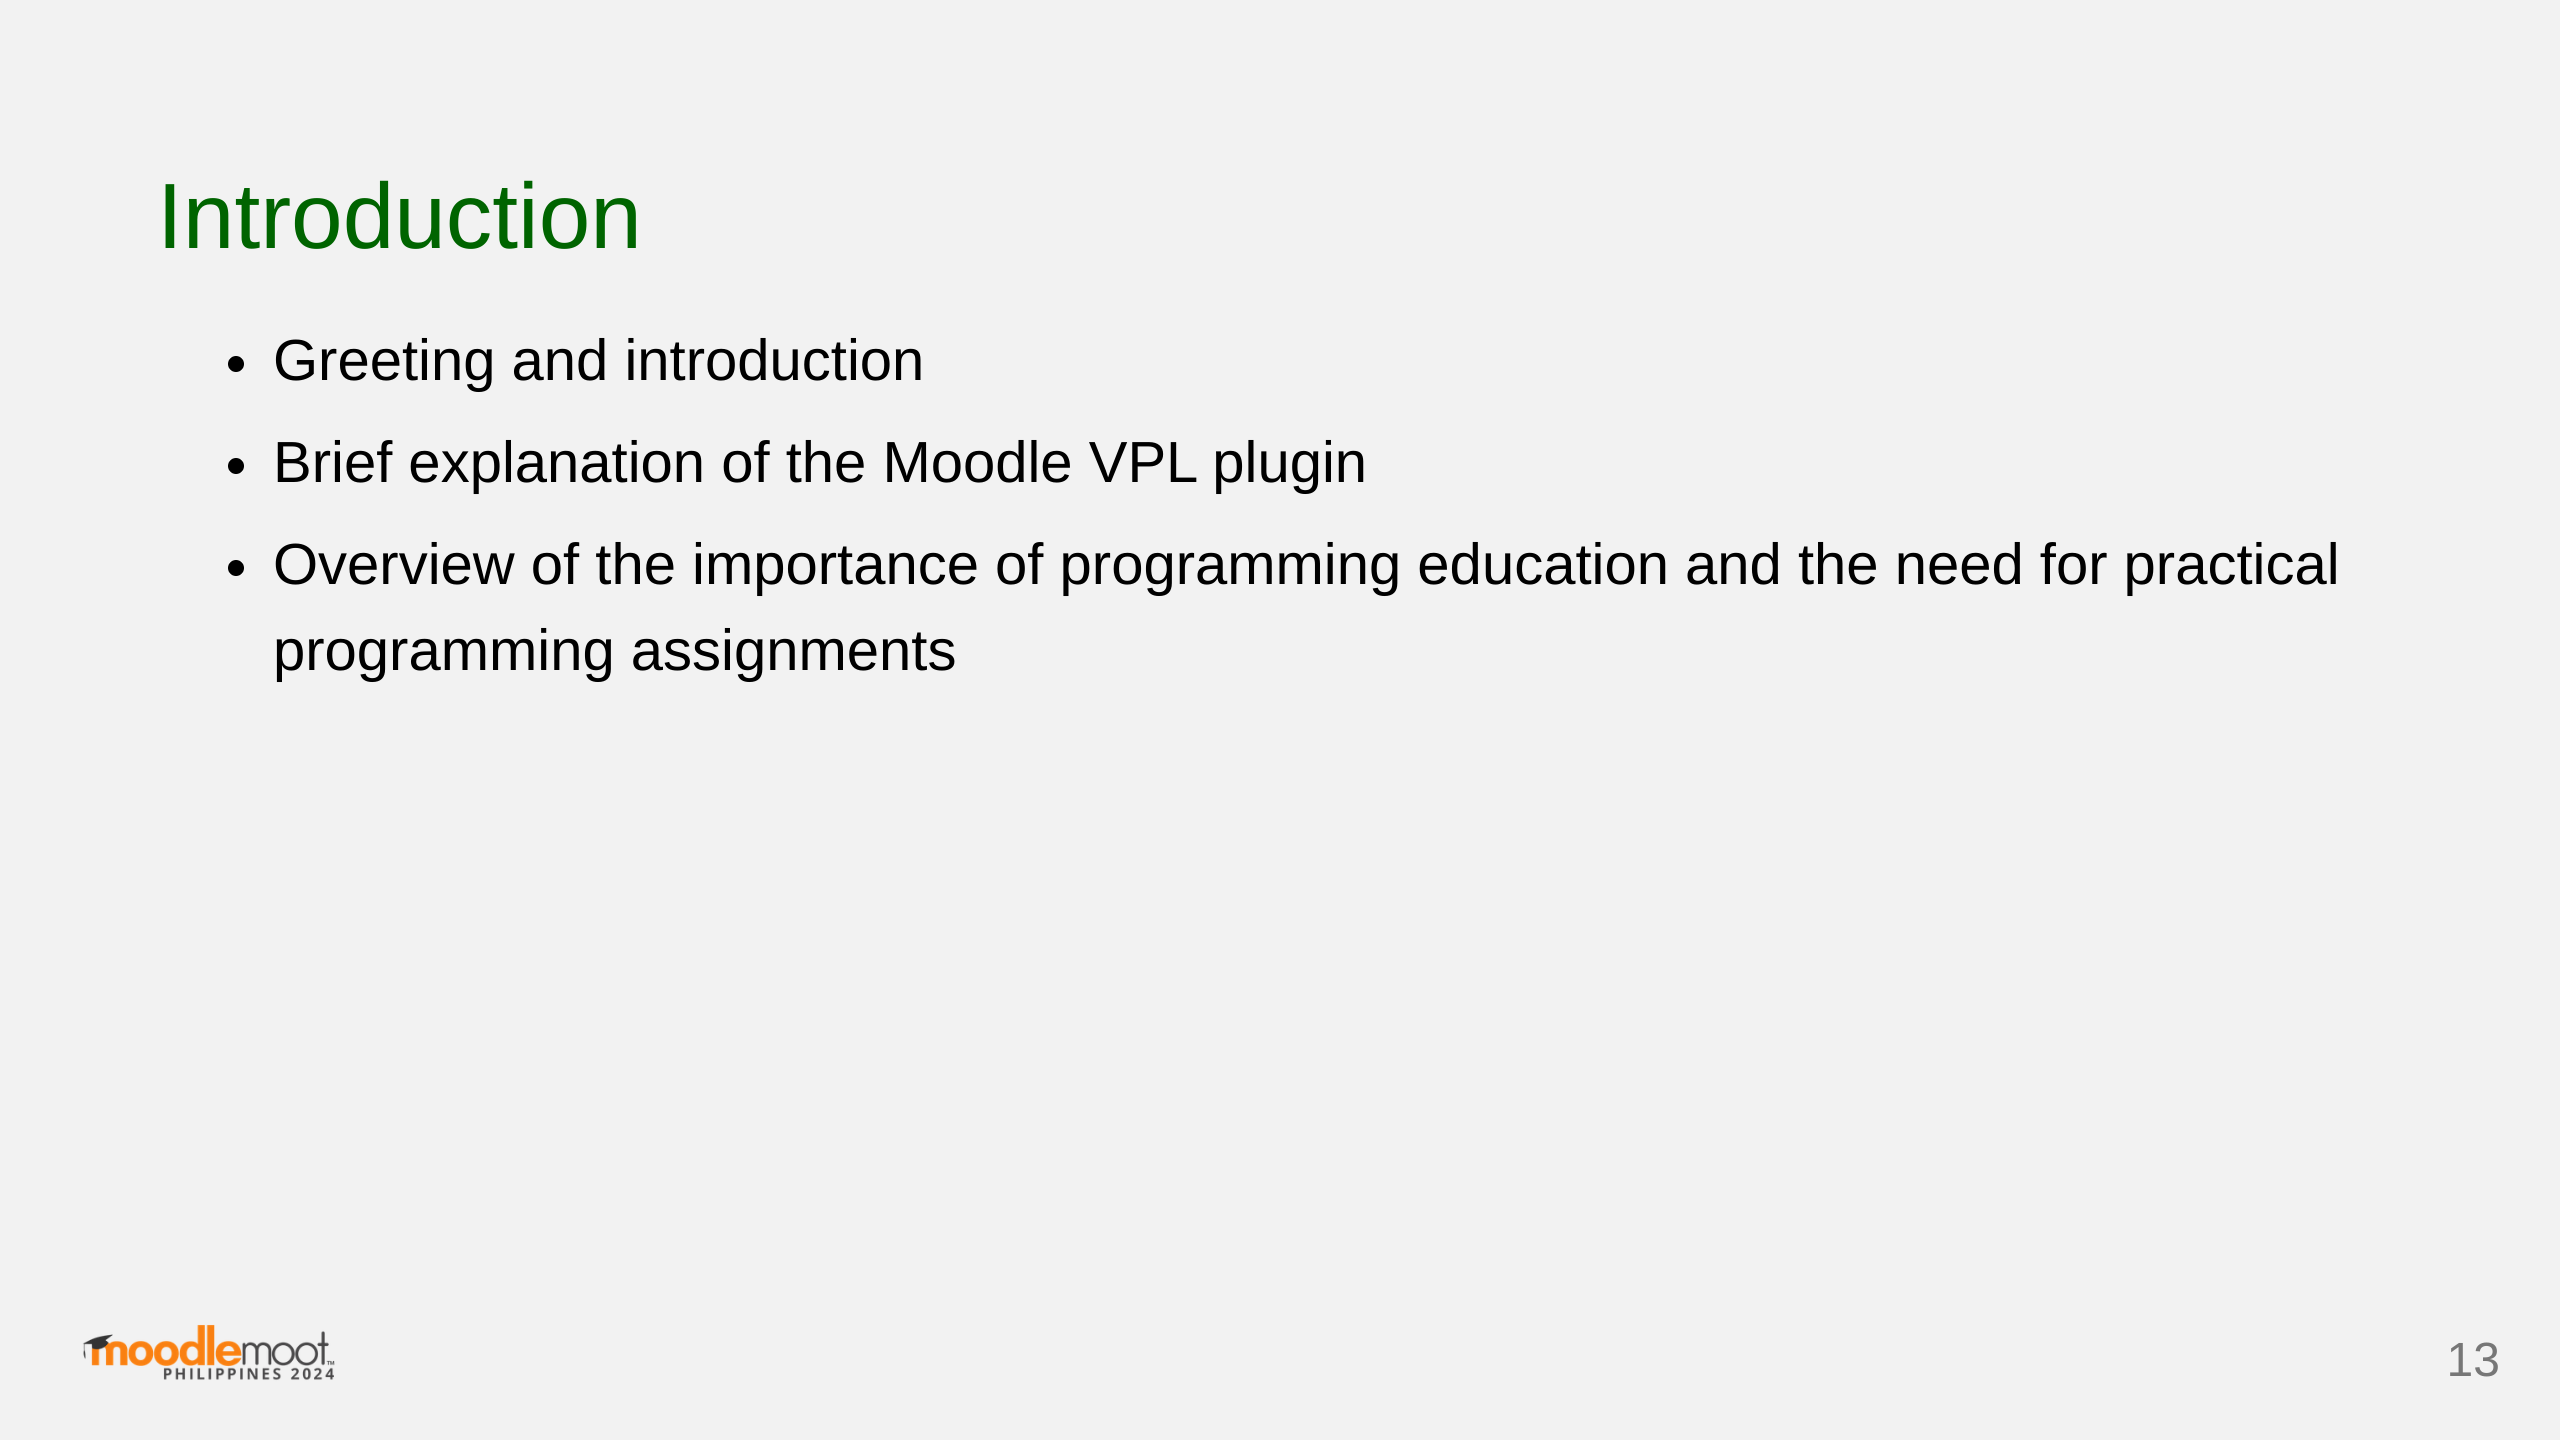 Introduction
• Greeting and introduction
• Brief explanation of the Moodle VPL plugin
• Overview of the importance of programming education and the need for practical
programming assignments
moodlemoot™
PHILIPPINES 2024
13